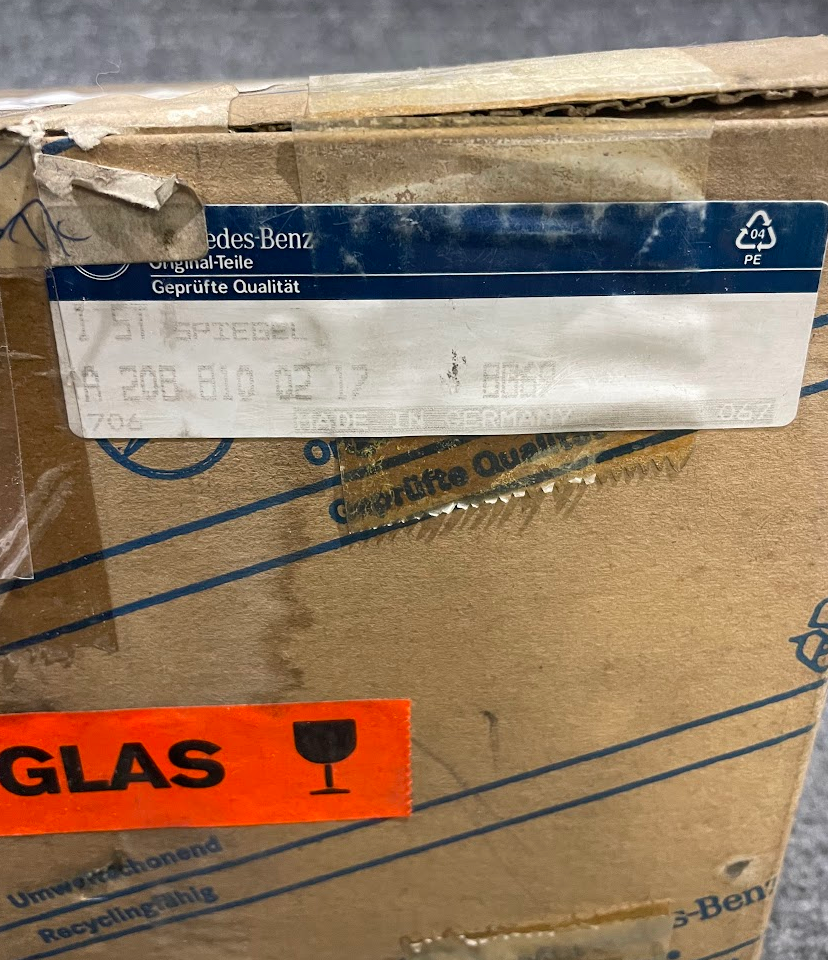 edes-Benz
Original-Teile
Geprüfte Qualität
04
PE
1 ST SPIEGEL
A 208 810 02 17
706 MADE IN GERMANY 067
Geprüfte Qualität
GLAS
Umweltschonend
Recyclingfähig
s-Benz